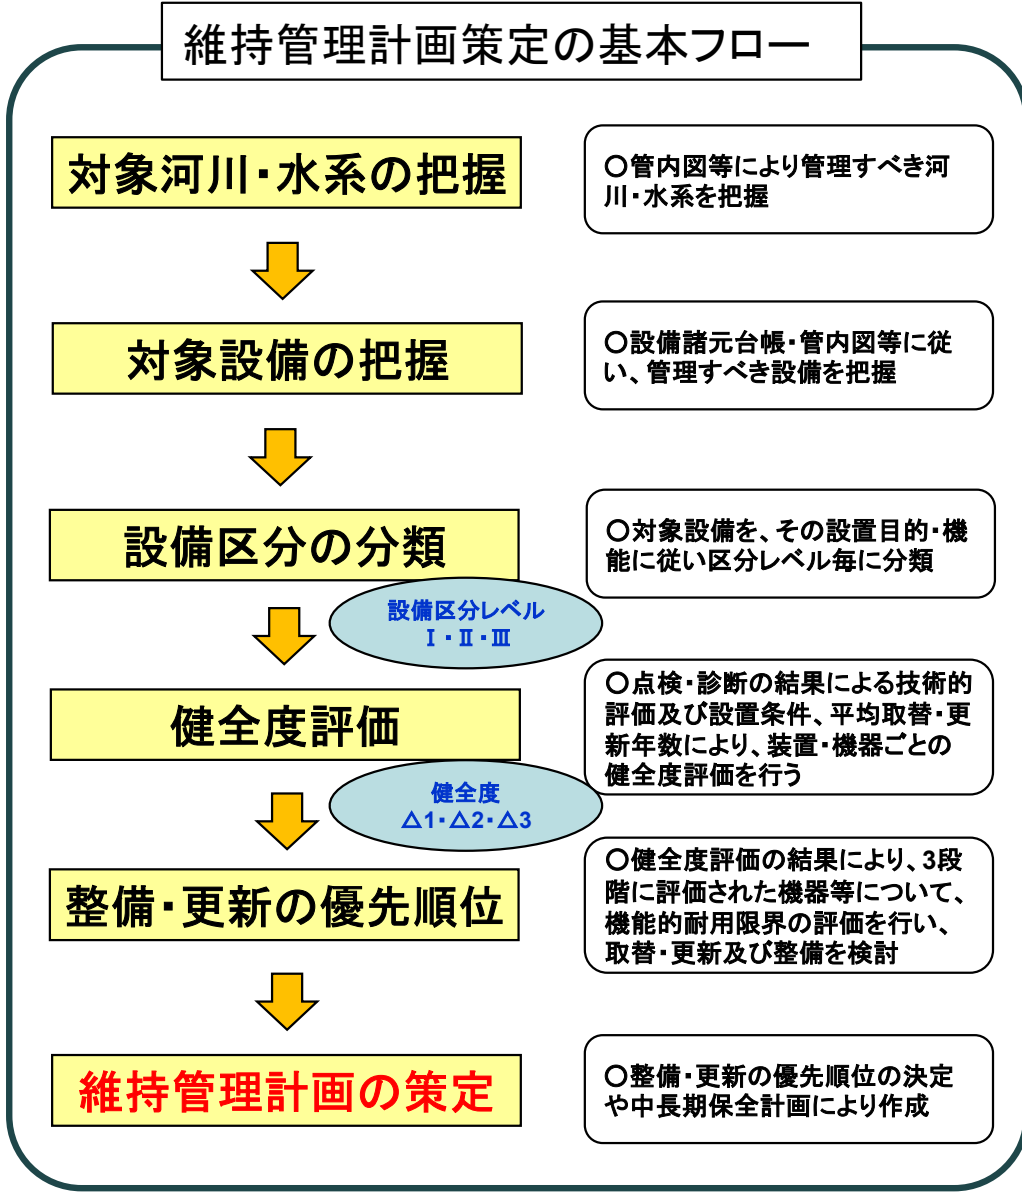 維持管理計画策定の基本フロー
対象河川・水系の把握
○管内図等により管理すべき河
川・水系を把握
対象設備の把握
○設備諸元台帳・管内図等に従
い、管理すべき設備を把握
設備区分の分類
○対象設備を、その設置目的・機
能に従い区分レベル毎に分類
設備区分レベル
Ⅰ・Ⅱ・Ⅲ
健全度評価
○点検・診断の結果による技術的
評価及び設置条件、平均取替・更
新年数により、装置・機器ごとの
健全度評価を行う
健全度
△1・△2・△3
整備・更新の優先順位
○健全度評価の結果により、3段
階に評価された機器等について、
機能的耐用限界の評価を行い、
取替・更新及び整備を検討
維持管理計画の策定
○整備・更新の優先順位の決定
や中長期保全計画により作成